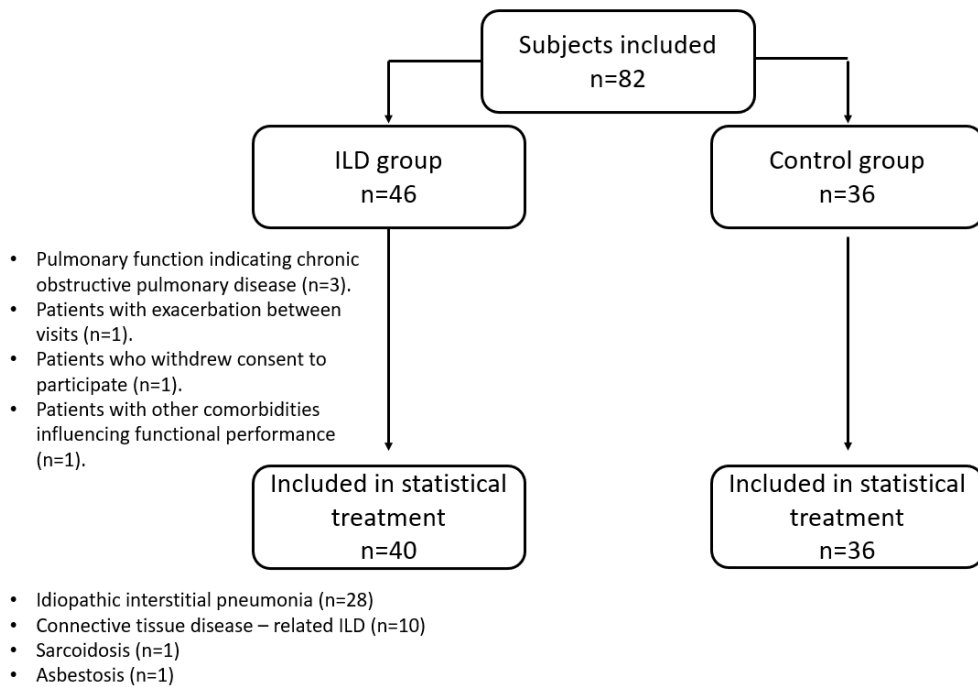 Subjects included
n=82
ILD group
n=46
Control group
n=36
• Pulmonary function indicating chronic
obstructive pulmonary disease (n=3).
• Patients with exacerbation between
visits (n=1).
• Patients who withdrew consent to
participate (n=1).
• Patients with other comorbidities
influencing functional performance
(n=1).
Included in statistical
treatment
n=40
Included in statistical
treatment
n=36
• Idiopathic interstitial pneumonia (n=28)
• Connective tissue disease – related ILD (n=10)
• Sarcoidosis (n=1)
• Asbestosis (n=1)